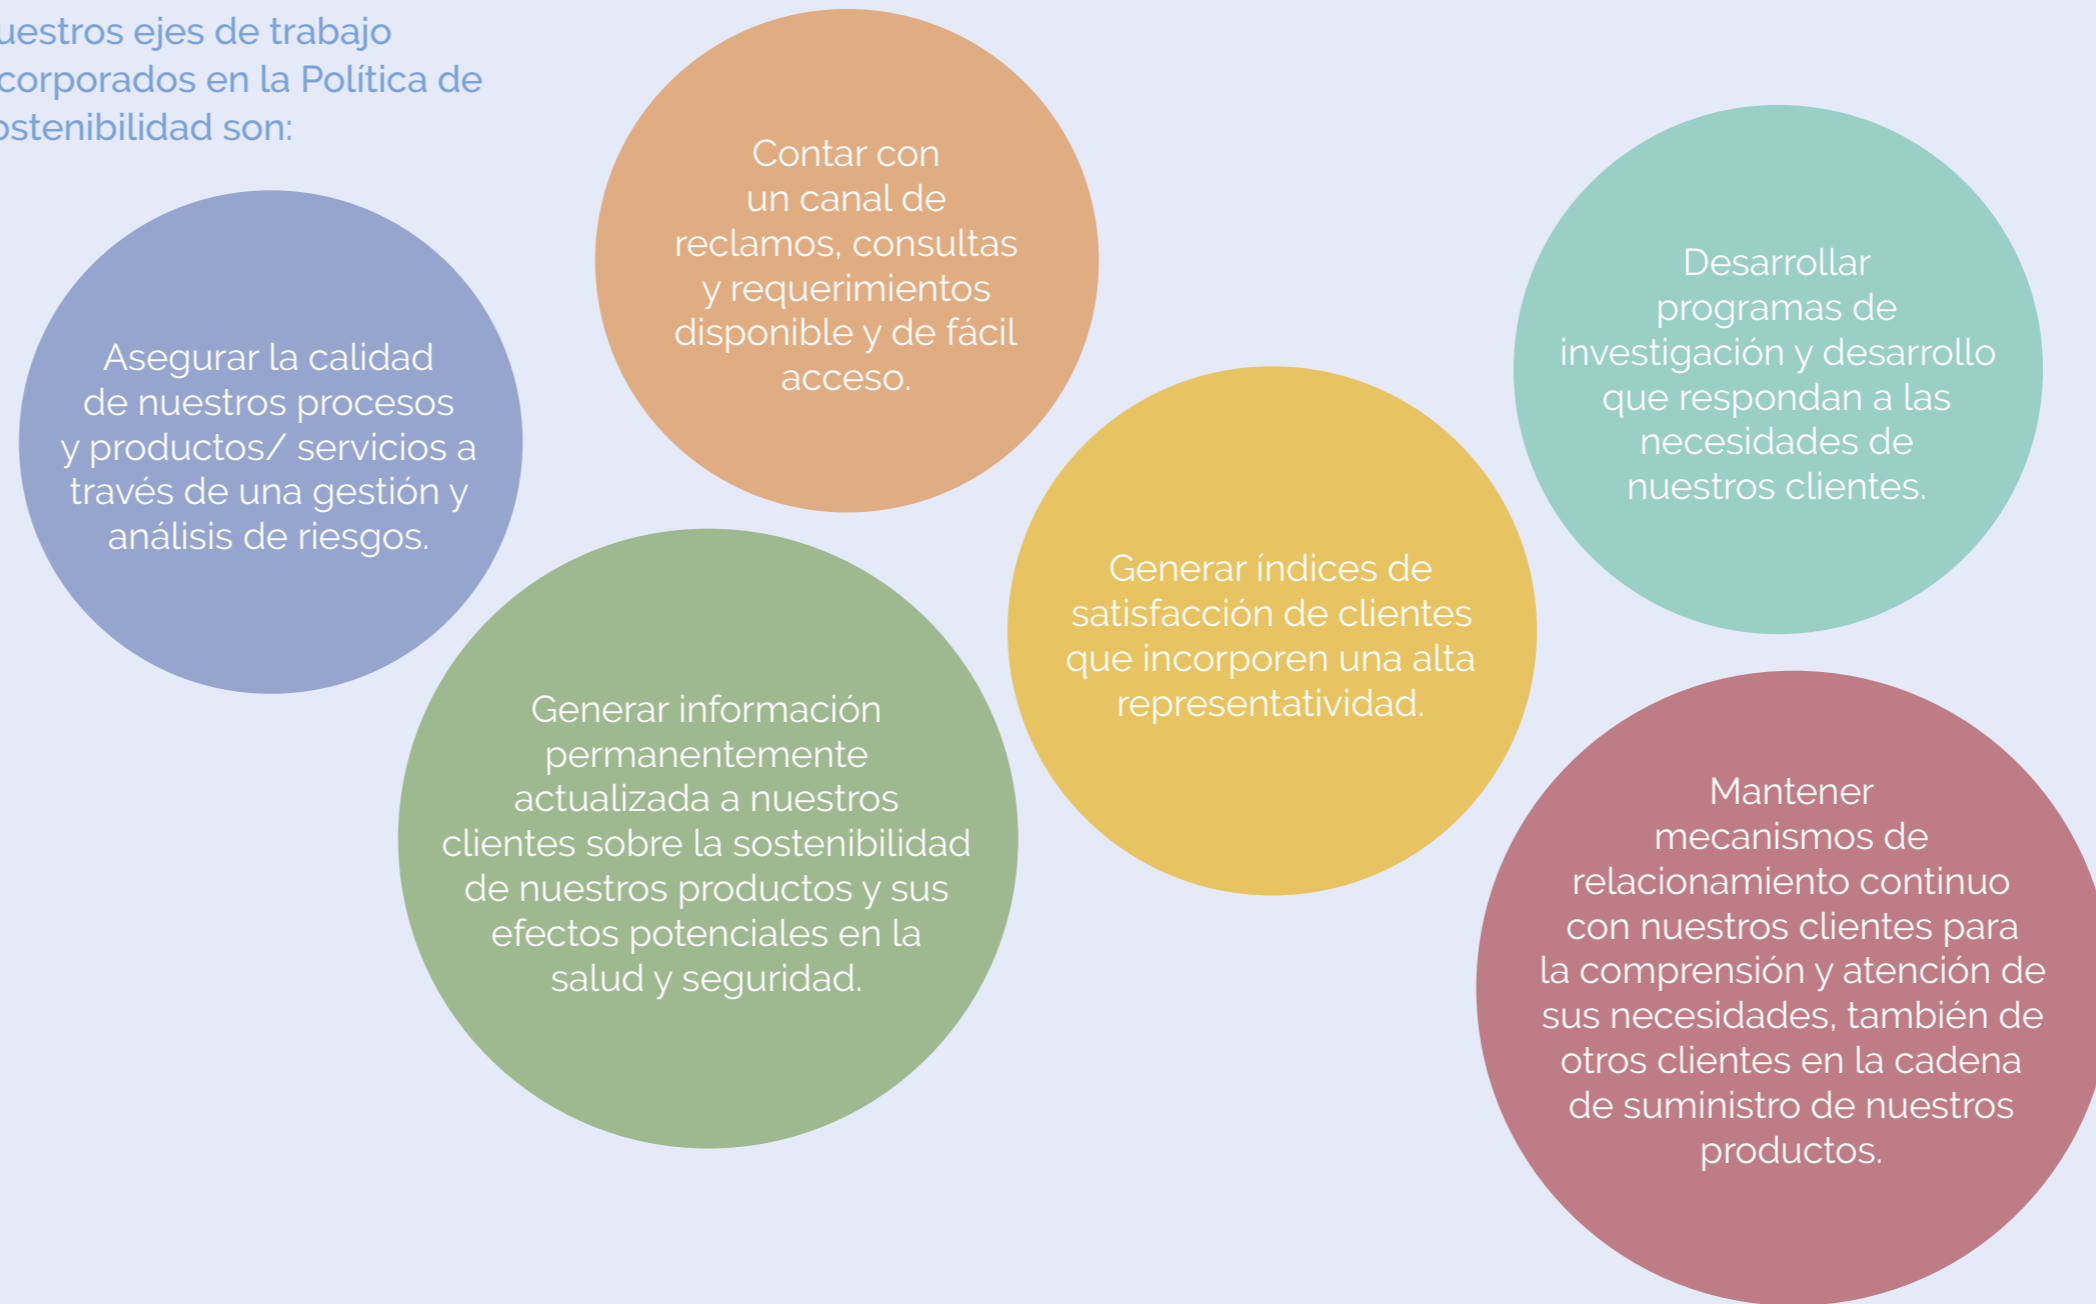 uestros ejes de trabajo
corporados en la Política de
ostenibilidad son:
Asegurar la calidad
de nuestros procesos
y productos/ servicios a
través de una gestión y
análisis de riesgos.
Contar con
un canal de
reclamos, consultas
y requerimientos
disponible y de fácil
acceso.
Generar información
permanentemente
actualizada a nuestros
clientes sobre la sostenibilidad
de nuestros productos y sus
efectos potenciales en la
salud y seguridad.
Generar índices de
satisfacción de clientes
que incorporen una alta
representatividad.
Desarrollar
programas de
investigación y desarrollo
que respondan a las
necesidades de
nuestros clientes.
Mantener
mecanismos de
relacionamiento continuo
con nuestros clientes para
la comprensión y atención de
sus necesidades, también de
otros clientes en la cadena
de suministro de nuestros
productos.